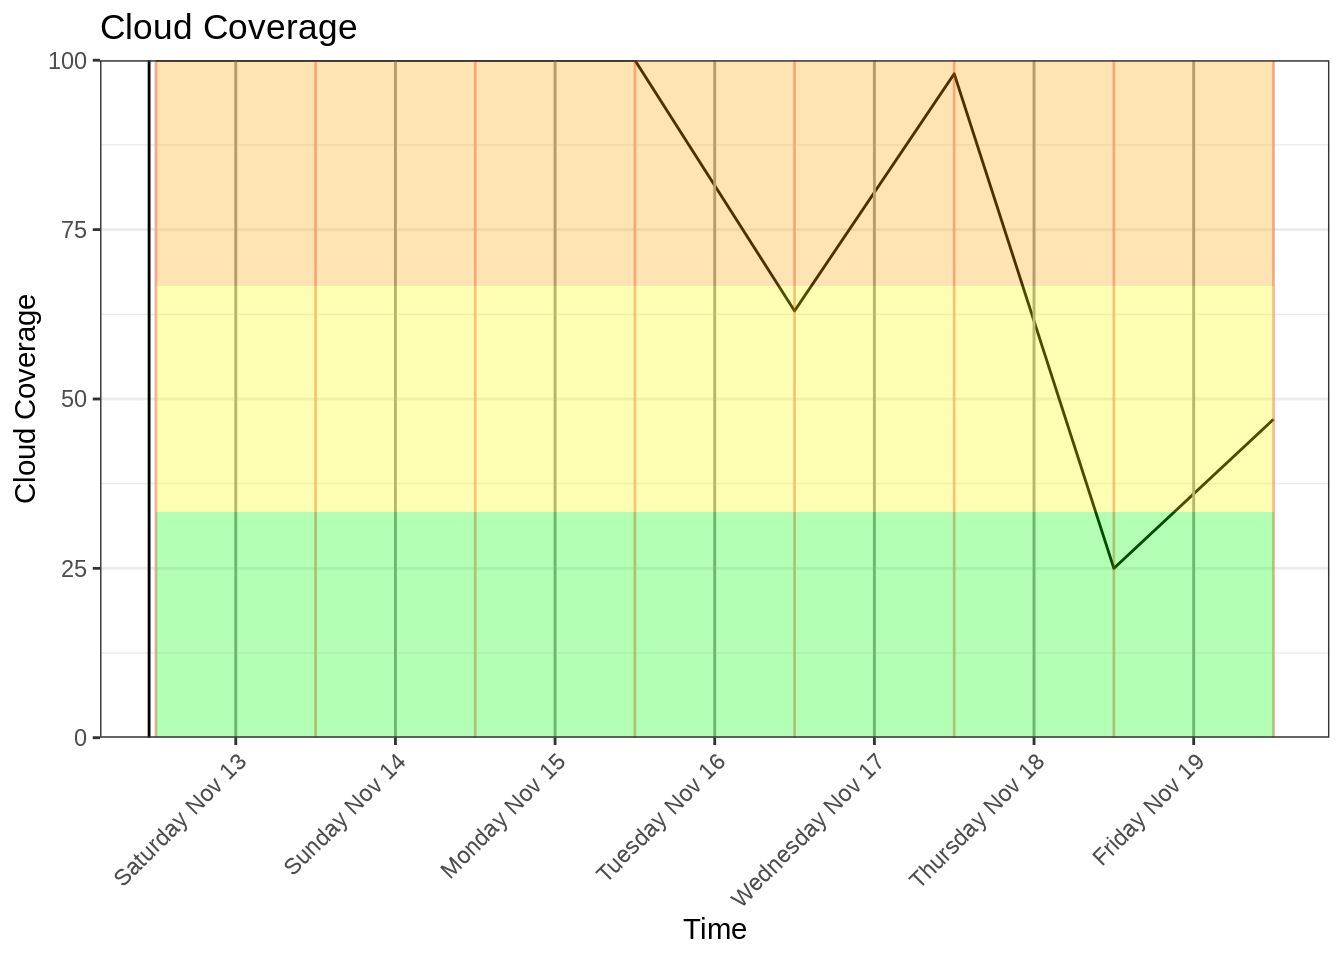 Cloud Coverage
100
75
50
25
0
Cloud Coverage
Saturday Nov 13
Sunday Nov 14
Monday Nov 15
Tuesday Nov 16
Wednesday Nov 17
Thursday Nov 18
Friday Nov 19
Time